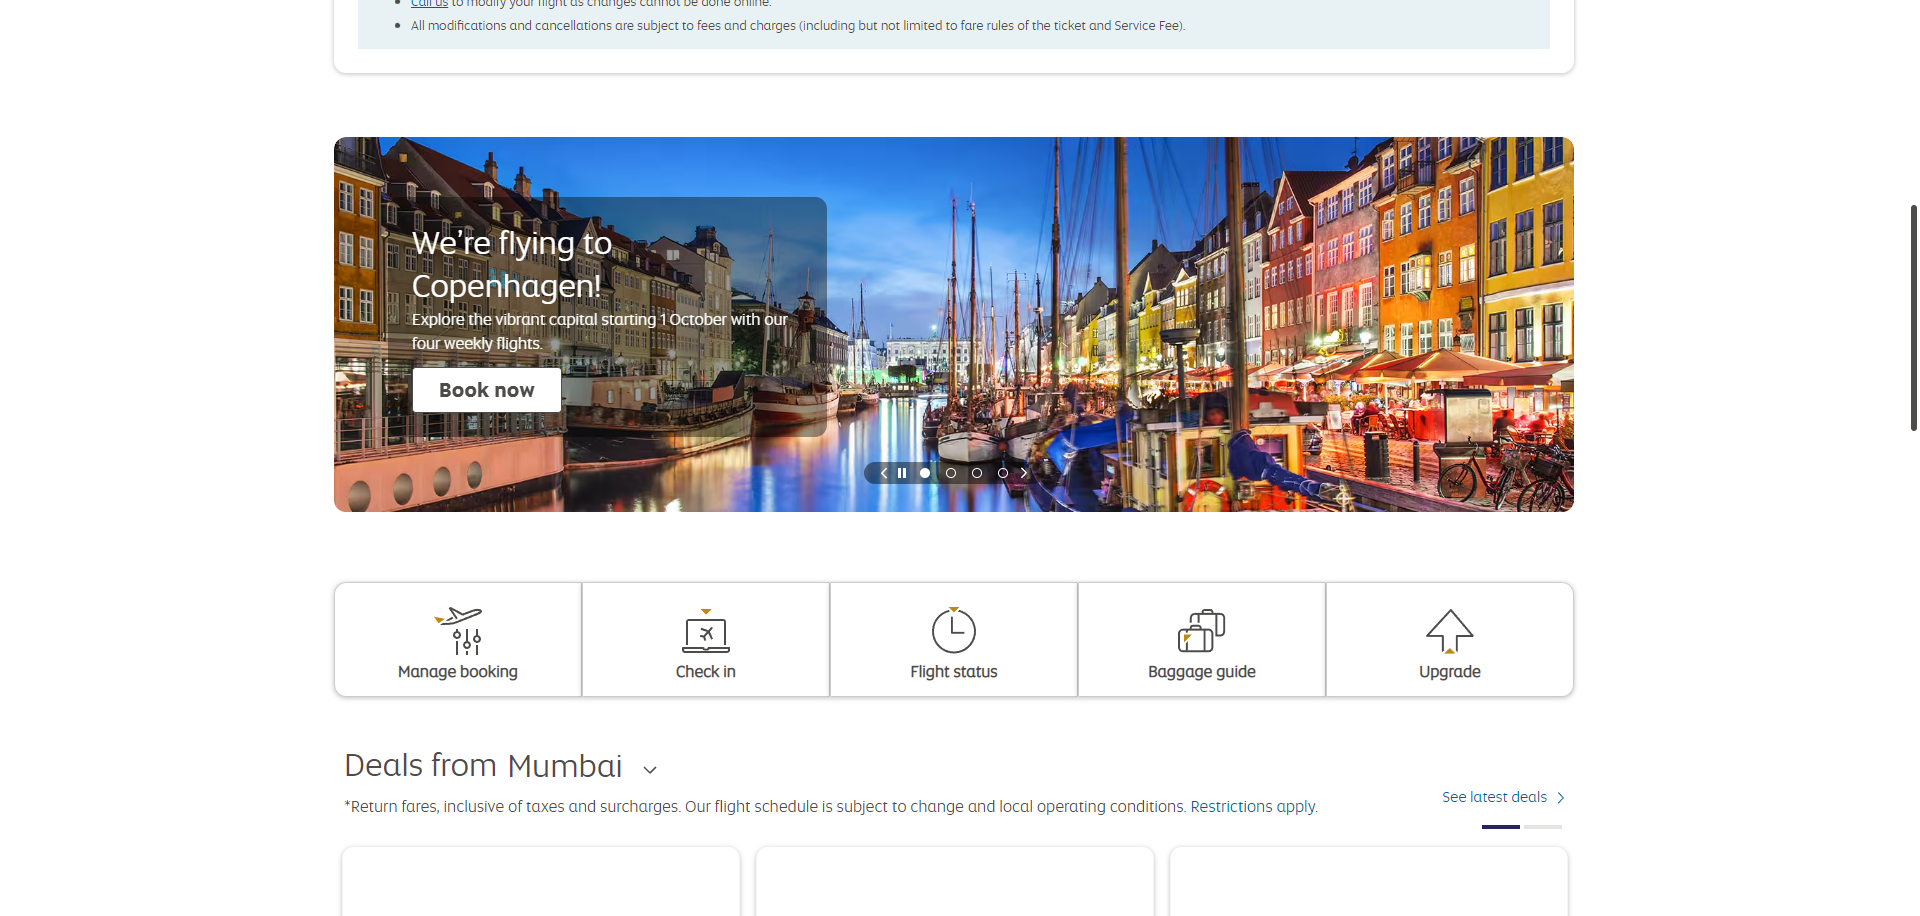 Call us to modify your flight as changes cannot be done online.
All modifications and cancellations are subject to fees and charges (including but not limited to fare rules of the ticket and Service Fee).
We're flying to
Copenhagen!
Explore the vibrant capital starting 1 October with our
four weekly flights.
Book now
Manage booking
Check in
Flight status
Baggage guide
Upgrade
Deals from Mumbai
*Return fares, inclusive of taxes and surcharges. Our flight schedule is subject to change and local operating conditions. Restrictions apply.
See latest deals